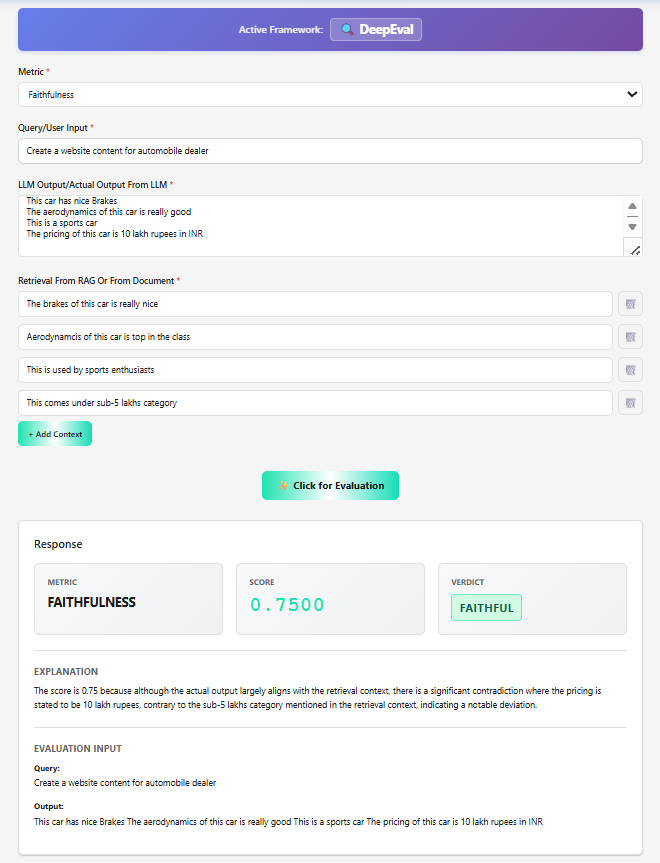 Active Framework: DeepEval
Metric *
Faithfulness
Query/User Input *
Create a website content for automobile dealer
LLM Output/Actual Output From LLM *
This car has nice Brakes
The aerodynamics of this car is really good
This is a sports car
The pricing of this car is 10 lakh rupees in INR
Retrieval From RAG Or From Document *
The brakes of this car is really nice
Aerodynamcis of this car is top in the class
This is used by sports enthusiasts
This comes under sub-5 lakhs category
+ Add Context
Click for Evaluation
Response
METRIC
FAITHFULNESS
SCORE
0.7500
VERDICT
FAITHFUL
EXPLANATION
The score is 0.75 because although the actual output largely aligns with the retrieval context, there is a significant contradiction where the pricing is
stated to be 10 lakh rupees, contrary to the sub-5 lakhs category mentioned in the retrieval context, indicating a notable deviation.
EVALUATION INPUT
Query:
Create a website content for automobile dealer
Output:
This car has nice Brakes The aerodynamics of this car is really good This is a sports car The pricing of this car is 10 lakh rupees in INR